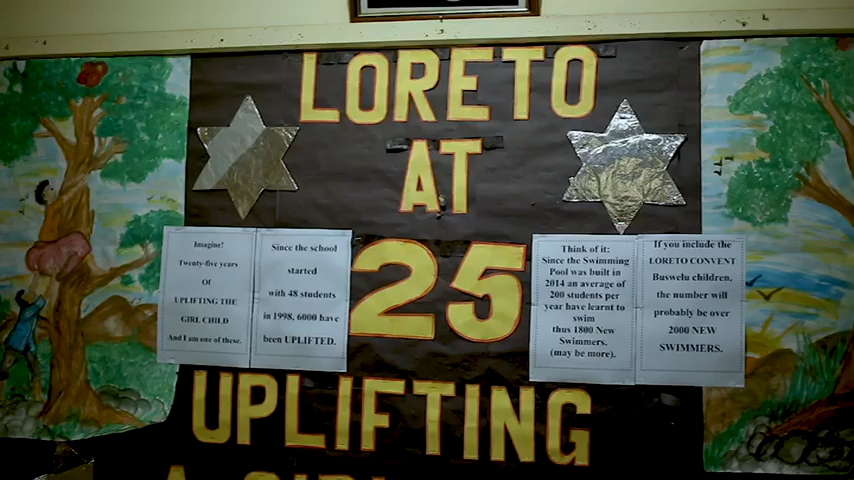 LORETO
AT
25
Imagine!
Twenty-five years
Of
UPLIFTING THE
GIRL CHILD
And I am one of these.
Since the school
started
with 48 students
in 1998, 6000 have
been UPLIFTED.
Think of it:
Since the Swimming
Pool was built in
2014 an average of
200 students per
year have learnt to
swim
thus 1800 New
Swimmers.
(may be more).
If you include the
LORETO CONVENT
Buswelu children,
the number will
probably be over
2000 NEW
SWIMMERS.
UPLIFTING
A